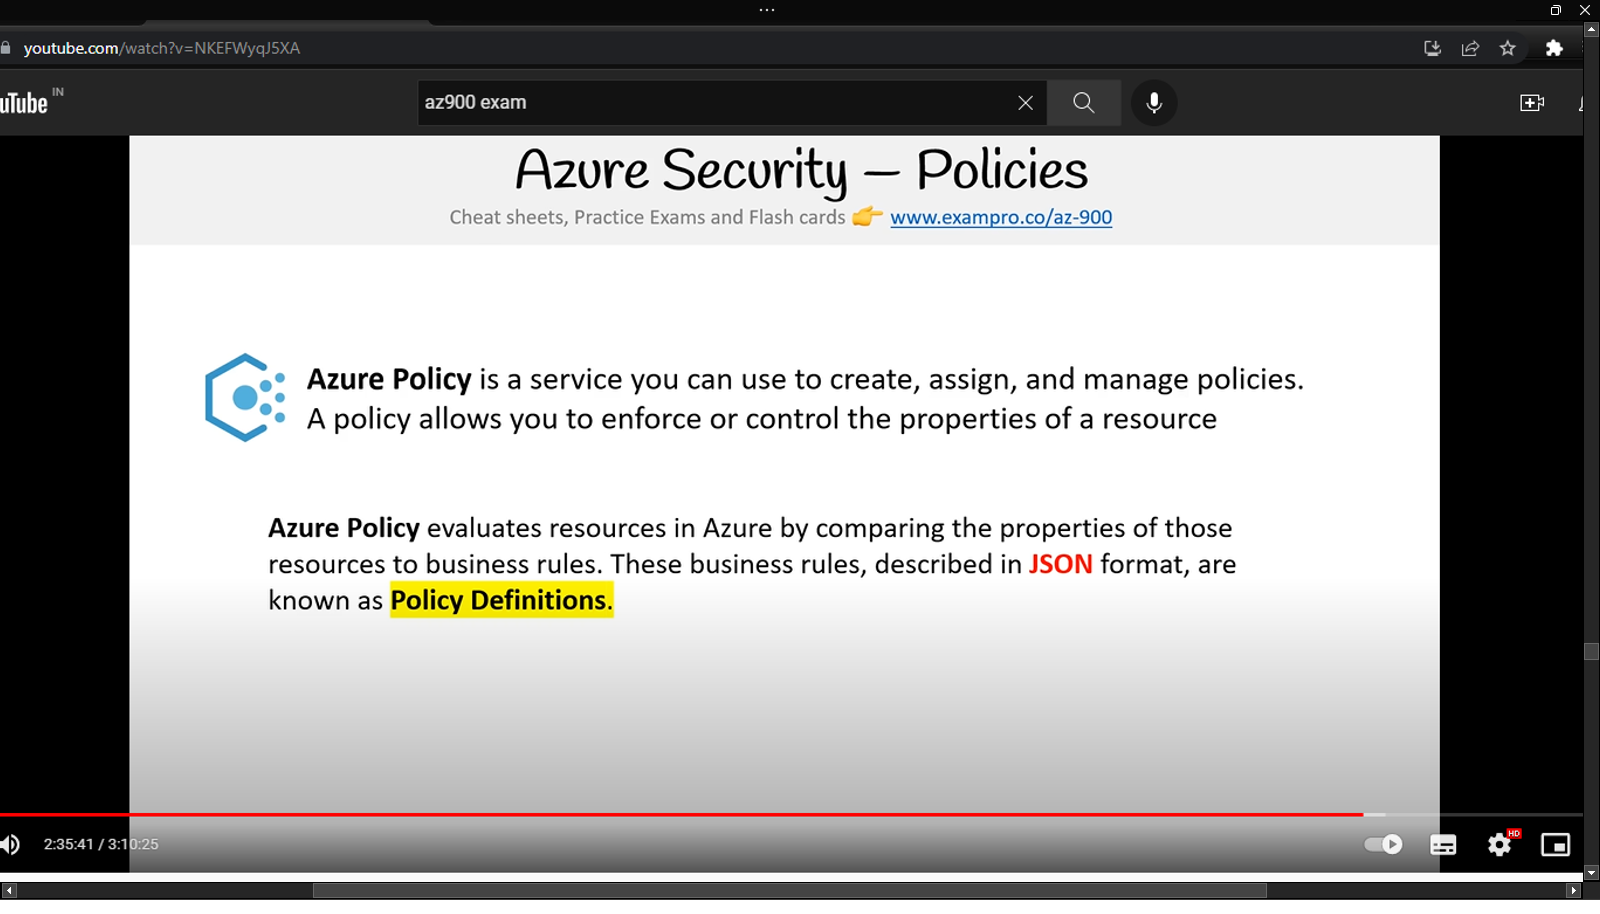 youtube.com/watch?v=NKEFWyqJ5XA
uTube IN
az900 exam
Azure Security – Policies
Cheat sheets, Practice Exams and Flash cards 👉 www.exampro.co/az-900
Azure Policy is a service you can use to create, assign, and manage policies.
A policy allows you to enforce or control the properties of a resource
Azure Policy evaluates resources in Azure by comparing the properties of those
resources to business rules. These business rules, described in JSON format, are
known as Policy Definitions.
2:35:41 / 3:10:25
HD